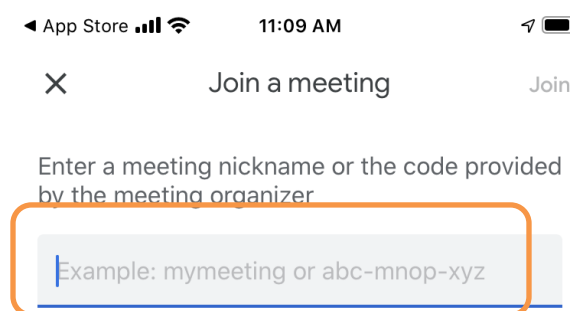 ◀ App Store 11:09 AM
× Join a meeting Join
Enter a meeting nickname or the code provided
by the meeting organizer
Example: mymeeting or abc-mnop-xyz